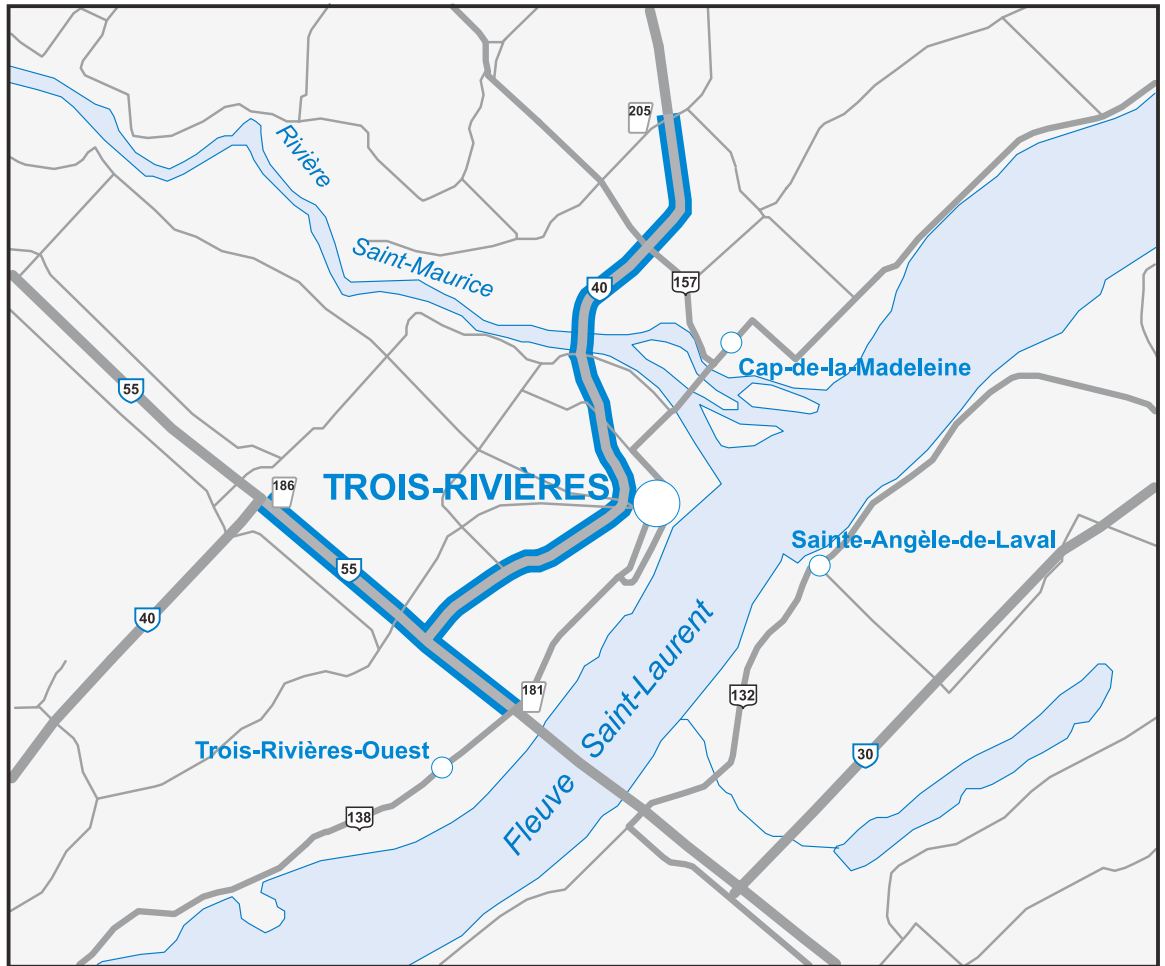 205
Rivière
Saint-Maurice
40
157
Cap-de-la-Madeleine
55
186
TROIS-RIVIÈRES
Sainte-Angèle-de-Laval
55
40
Fleuve Saint-Laurent
181
132
Trois-Rivières-Ouest
30
138